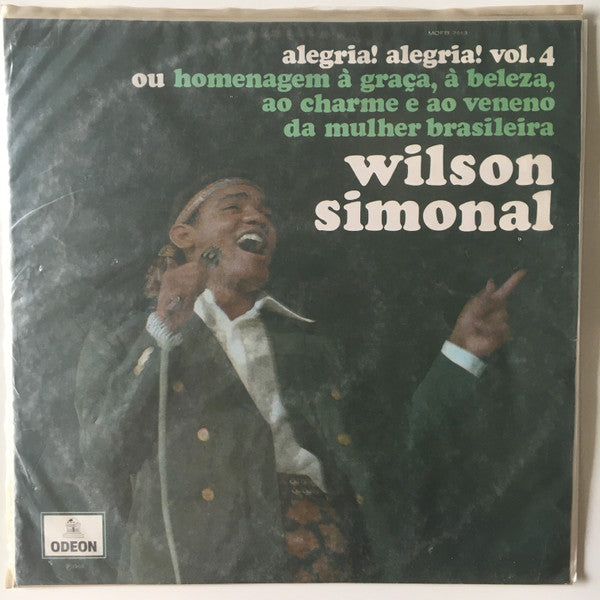 alegria! alegria! vol. 4
ou homenagem à graça, à beleza,
ao charme e ao veneno
da mulher brasileira
wilson
simonal
ODEON